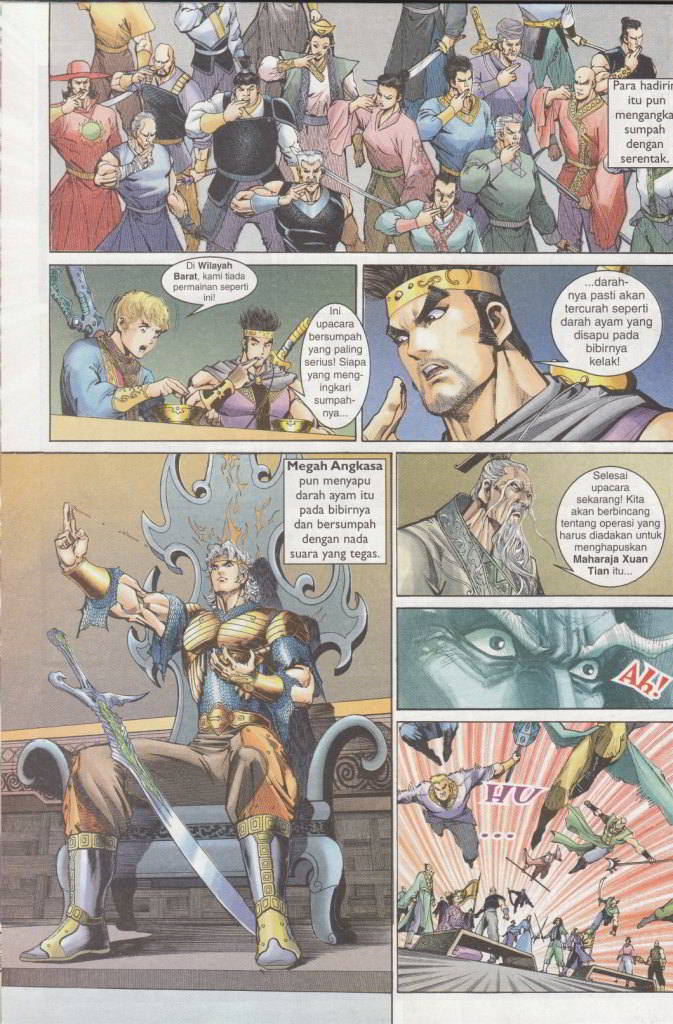 Para hadirin
itu pun
mengangkat
sumpah
dengan
serentak.
Di Wilayah
Barat, kami tiada
permainan seperti
ini!
Ini
upacara
bersumpah
yang paling
serius! Siapa
yang meng-
ingkari
sumpah-
nya...
...darah-
nya pasti akan
tercurah seperti
darah ayam yang
disapu pada
bibirnya
kelak!
Megah Angkasa
pun menyapu
darah ayam itu
pada bibirnya
dan bersumpah
dengan nada
suara yang tegas.
Selesai
upacara
sekarang! Kita
akan berbincang
tentang operasi yang
harus diadakan untuk
menghapuskan
Maharaja Xuan
Tian itu...
Ah!
HU
...